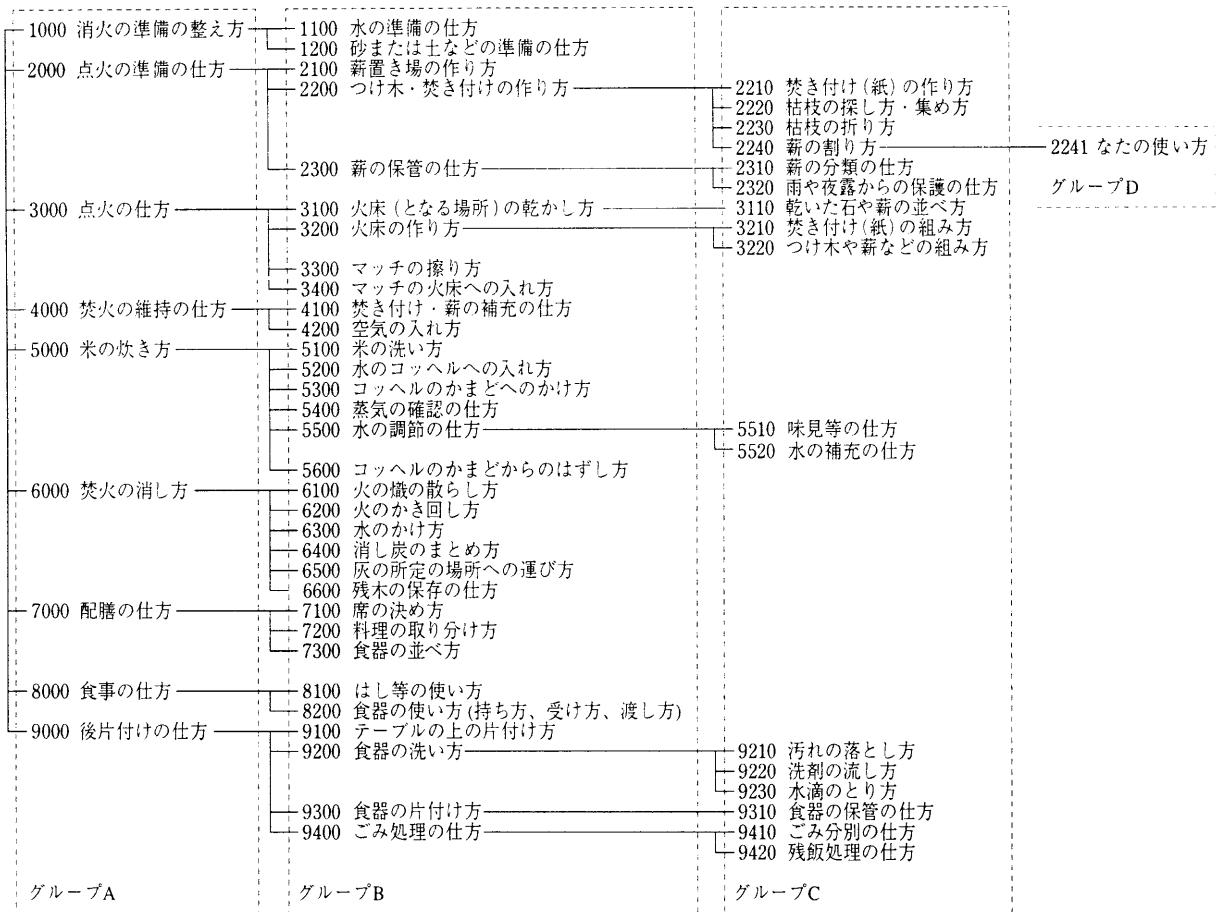 1000 消火の準備の整え方
1100 水の準備の仕方
1200 砂または土などの準備の仕方
2000 点火の準備の仕方
2100 薪置き場の作り方
2200 つけ木・焚き付けの作り方
2210 焚き付け(紙)の作り方
2220 枯枝の探し方・集め方
2230 枯枝の折り方
2240 薪の割り方
2241 なたの使い方
2300 薪の保管の仕方
2310 薪の分類の仕方
2320 雨や夜露からの保護の仕方
グループD
3000 点火の仕方
3100 火床(となる場所)の乾かし方
3110 乾いた石や薪の並べ方
3200 火床の作り方
3210 焚き付け(紙)の組み方
3220 つけ木や薪などの組み方
3300 マッチの擦り方
3400 マッチの火床への入れ方
4000 焚火の維持の仕方
4100 焚き付け・薪の補充の仕方
4200 空気の入れ方
5000 米の炊き方
5100 米の洗い方
5200 水のコッヘルへの入れ方
5300 コッヘルのかまどへのかけ方
5400 蒸気の確認の仕方
5500 水の調節の仕方
5510 味見等の仕方
5520 水の補充の仕方
5600 コッヘルのかまどからのはずし方
6000 焚火の消し方
6100 火の熾の散らし方
6200 火のかき回し方
6300 水のかけ方
6400 消し炭のまとめ方
6500 灰の所定の場所への運び方
6600 残木の保存の仕方
7000 配膳の仕方
7100 席の決め方
7200 料理の取り分け方
7300 食器の並べ方
8000 食事の仕方
8100 はし等の使い方
8200 食器の使い方(持ち方、受け方、渡し方)
9000 後片付けの仕方
9100 テーブルの上の片付け方
9200 食器の洗い方
9210 汚れの落とし方
9220 洗剤の流し方
9230 水滴のとり方
9300 食器の片付け方
9310 食器の保管の仕方
9400 ごみ処理の仕方
9410 ごみ分別の仕方
9420 残飯処理の仕方
グループA
グループB
グループC